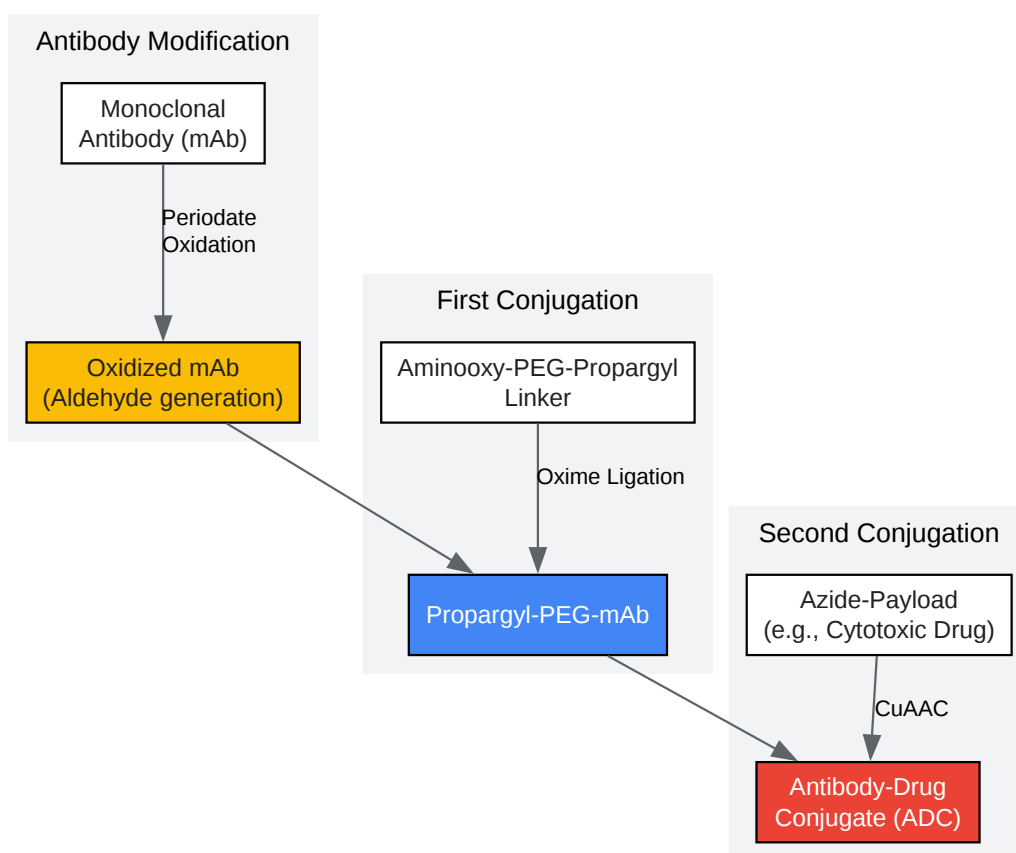 Antibody Modification
Monoclonal
Antibody (mAb)
Periodate
Oxidation
Oxidized mAb
(Aldehyde generation)
First Conjugation
Aminooxy-PEG-Propargyl
Linker
Oxime Ligation
Propargyl-PEG-mAb
Second Conjugation
Azide-Payload
(e.g., Cytotoxic Drug)
CuAAC
Antibody-Drug
Conjugate (ADC)